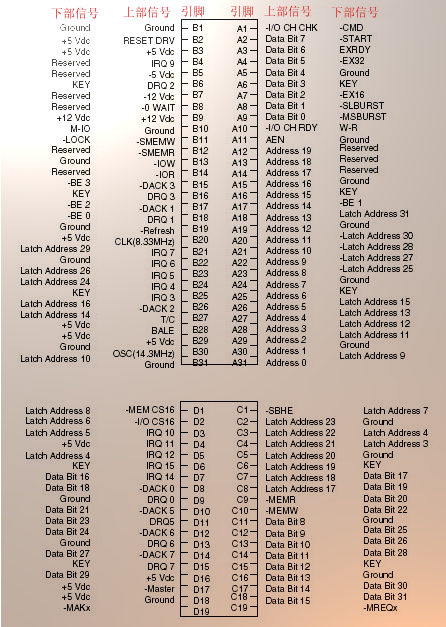 下部信号 上部信号 引脚 引脚 上部信号 下部信号
Ground Ground B1 A1 -I/O CH CHK -CMD
+5 Vdc RESET DRV B2 A2 Data Bit 7 -START
+5 Vdc +5 Vdc B3 A3 Data Bit 6 EXRDY
Reserved IRQ 9 B4 A4 Data Bit 5 -EX32
Reserved -5 Vdc B5 A5 Data Bit 4 Ground
KEY DRQ 2 B6 A6 Data Bit 3 KEY
Reserved -12 Vdc B7 A7 Data Bit 2 -EX16
Reserved -0 WAIT B8 A8 Data Bit 1 -SLBURST
+12 Vdc +12 Vdc B9 A9 Data Bit 0 -MSBURST
M-IO Ground B10 A10 -I/O CH RDY W-R
-LOCK -SMEMW B11 A11 AEN Ground
Reserved -SMEMR B12 A12 Address 19 Reserved
Ground -IOW B13 A13 Address 18 Reserved
Reserved -IOR B14 A14 Address 17 Reserved
-BE 3 -DACK 3 B15 A15 Address 16 Ground
KEY DRQ 3 B16 A16 Address 15 KEY
-BE 2 -DACK 1 B17 A17 Address 14 -BE 1
-BE 0 DRQ 1 B18 A18 Address 13 Latch Address 31
Ground -Refresh B19 A19 Address 12 Ground
+5 Vdc CLK(8.33MHz) B20 A20 Address 11 -Latch Address 30
Latch Address 29 IRQ 7 B21 A21 Address 10 -Latch Address 28
Ground IRQ 6 B22 A22 Address 9 -Latch Address 27
Latch Address 26 IRQ 5 B23 A23 Address 8 -Latch Address 25
Latch Address 24 IRQ 4 B24 A24 Address 7 Ground
KEY IRQ 3 B25 A25 Address 6 KEY
Latch Address 16 -DACK 2 B26 A26 Address 5 Latch Address 15
Latch Address 14 T/C B27 A27 Address 4 Latch Address 13
+5 Vdc BALE B28 A28 Address 3 Latch Address 12
+5 Vdc +5 Vdc B29 A29 Address 2 Latch Address 11
Ground OSC(14.3MHz) B30 A30 Address 1 Ground
Latch Address 10 Ground B31 A31 Address 0 Latch Address 9
Latch Address 8 -MEM CS16 D1 C1 -SBHE Latch Address 7
Latch Address 6 -I/O CS16 D2 C2 Latch Address 23 Ground
Latch Address 5 IRQ 10 D3 C3 Latch Address 22 Latch Address 4
+5 Vdc IRQ 11 D4 C4 Latch Address 21 Latch Address 3
Latch Address 4 IRQ 12 D5 C5 Latch Address 20 Ground
KEY IRQ 15 D6 C6 Latch Address 19 KEY
Data Bit 16 IRQ 14 D7 C7 Latch Address 18 Data Bit 17
Data Bit 18 -DACK 0 D8 C8 Latch Address 17 Data Bit 19
Ground DRQ 0 D9 C9 -MEMR Data Bit 20
Data Bit 21 -DACK 5 D10 C10 -MEMW Data Bit 22
Data Bit 23 DRQ5 D11 C11 Data Bit 8 Ground
Data Bit 24 -DACK 6 D12 C12 Data Bit 9 Data Bit 25
Ground DRQ 6 D13 C13 Data Bit 10 Data Bit 26
Data Bit 27 -DACK 7 D14 C14 Data Bit 11 Data Bit 28
KEY DRQ 7 D15 C15 Data Bit 12 KEY
Data Bit 29 +5 Vdc D16 C16 Data Bit 13 Ground
+5 Vdc -Master D17 C17 Data Bit 14 Data Bit 30
+5 Vdc Ground D18 C18 Data Bit 15 Data Bit 31
-MAKx D19 C19 -MREQx